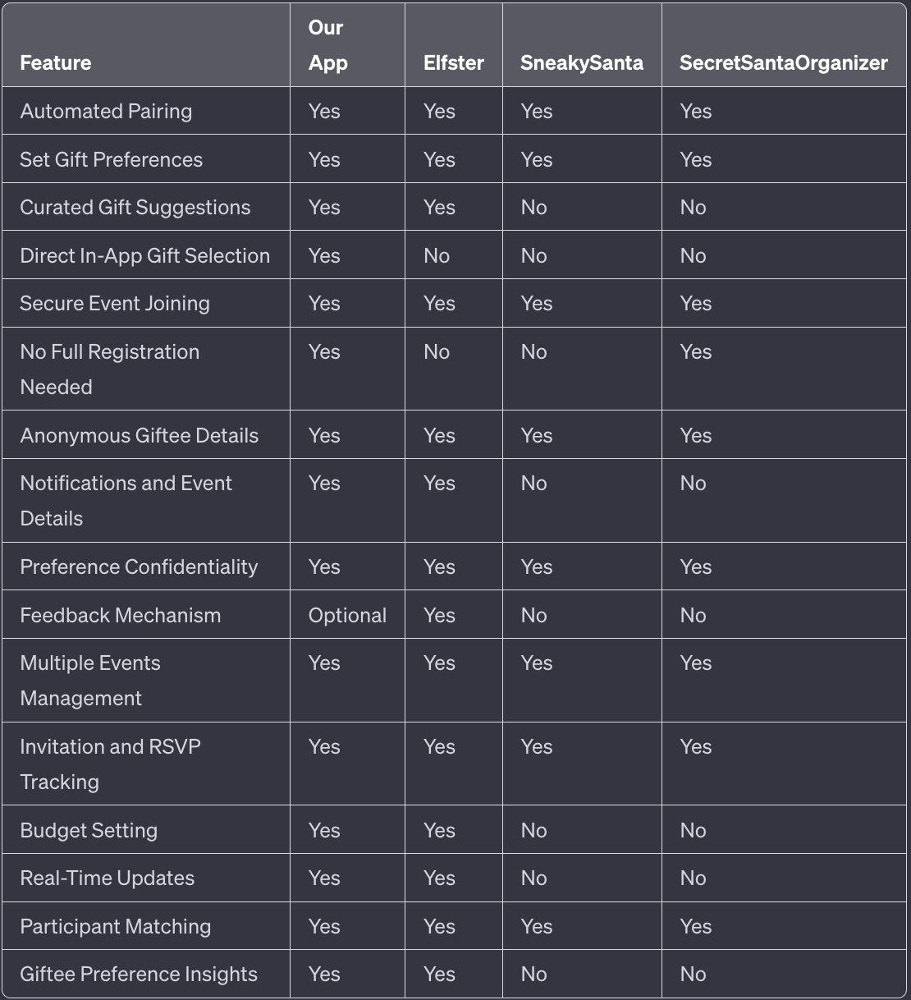 Feature Our App Elfster SneakySanta SecretSantaOrganizer
Automated Pairing Yes Yes Yes Yes
Set Gift Preferences Yes Yes Yes Yes
Curated Gift Suggestions Yes Yes No No
Direct In-App Gift Selection Yes No No No
Secure Event Joining Yes Yes Yes Yes
No Full Registration Yes No No Yes
Needed
Anonymous Giftee Details Yes Yes Yes Yes
Notifications and Event Yes Yes No No
Details
Preference Confidentiality Yes Yes Yes Yes
Feedback Mechanism Optional Yes No No
Multiple Events Yes Yes Yes Yes
Management
Invitation and RSVP Yes Yes Yes Yes
Tracking
Budget Setting Yes Yes No No
Real-Time Updates Yes Yes No No
Participant Matching Yes Yes Yes Yes
Giftee Preference Insights Yes Yes No No